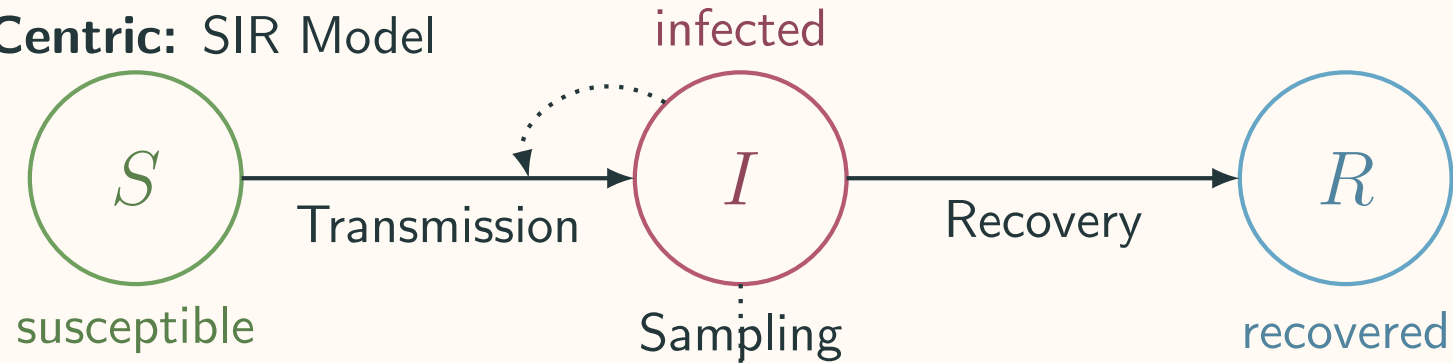 Centric: SIR Model
infected
S
I
R
Transmission
Recovery
susceptible
Sampling
recovered